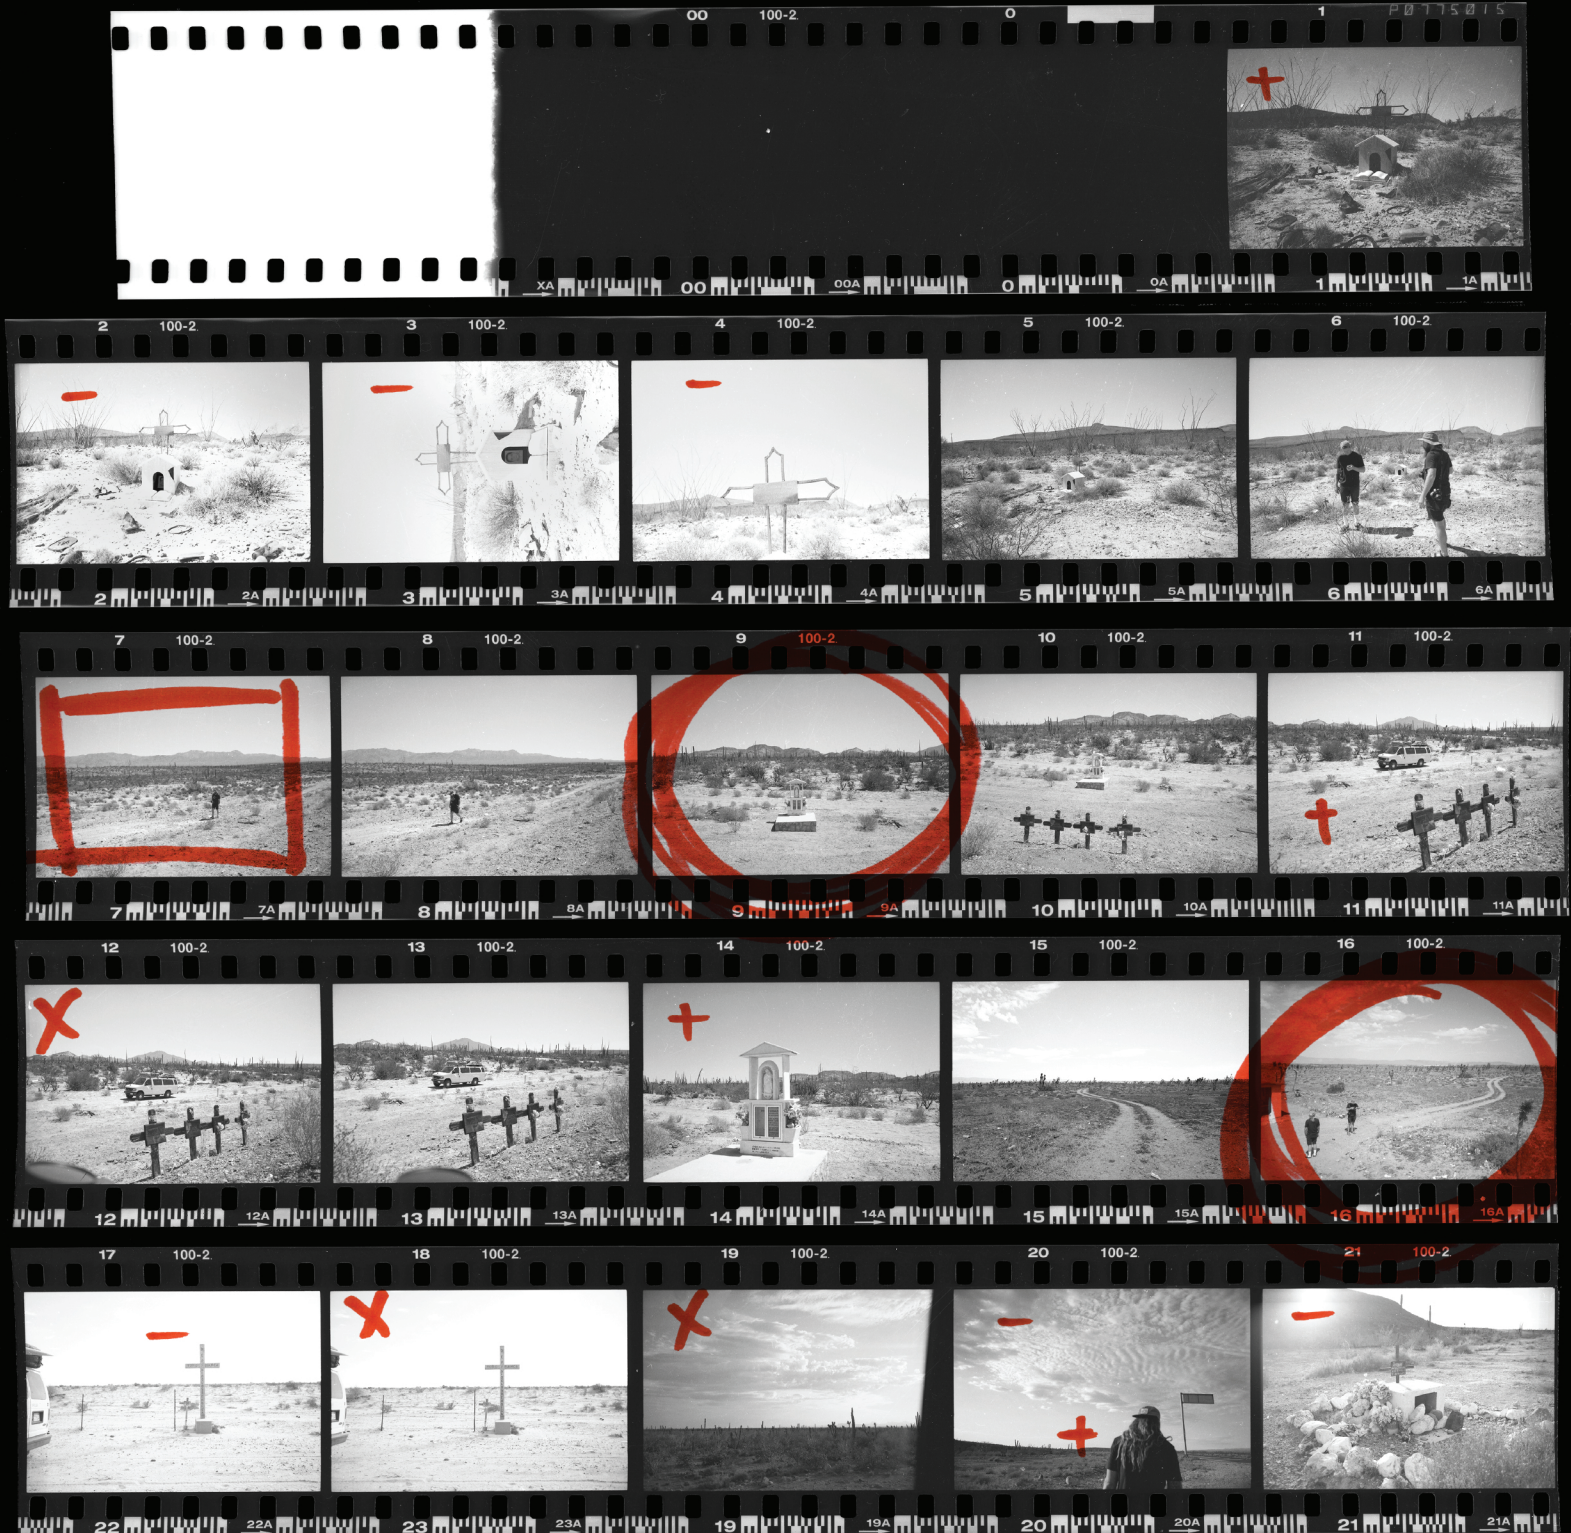 00 100-2 0 1 P0775015
XA 00 00A 0 0A 1 1A
2 100-2 3 100-2 4 100-2 5 100-2 6 100-2
2 2A 3 3A 4 4A 5 5A 6 6A
7 100-2 8 100-2 9 100-2 10 100-2 11 100-2
7 7A 8 8A 9 9A 10 10A 11 11A
12 100-2 13 100-2 14 100-2 15 100-2 16 100-2
12 12A 13 13A 14 14A 15 15A 16 16A
17 100-2 18 100-2 19 100-2 20 100-2 21 100-2
22 22A 23 23A 19 19A 20 20A 21 21A